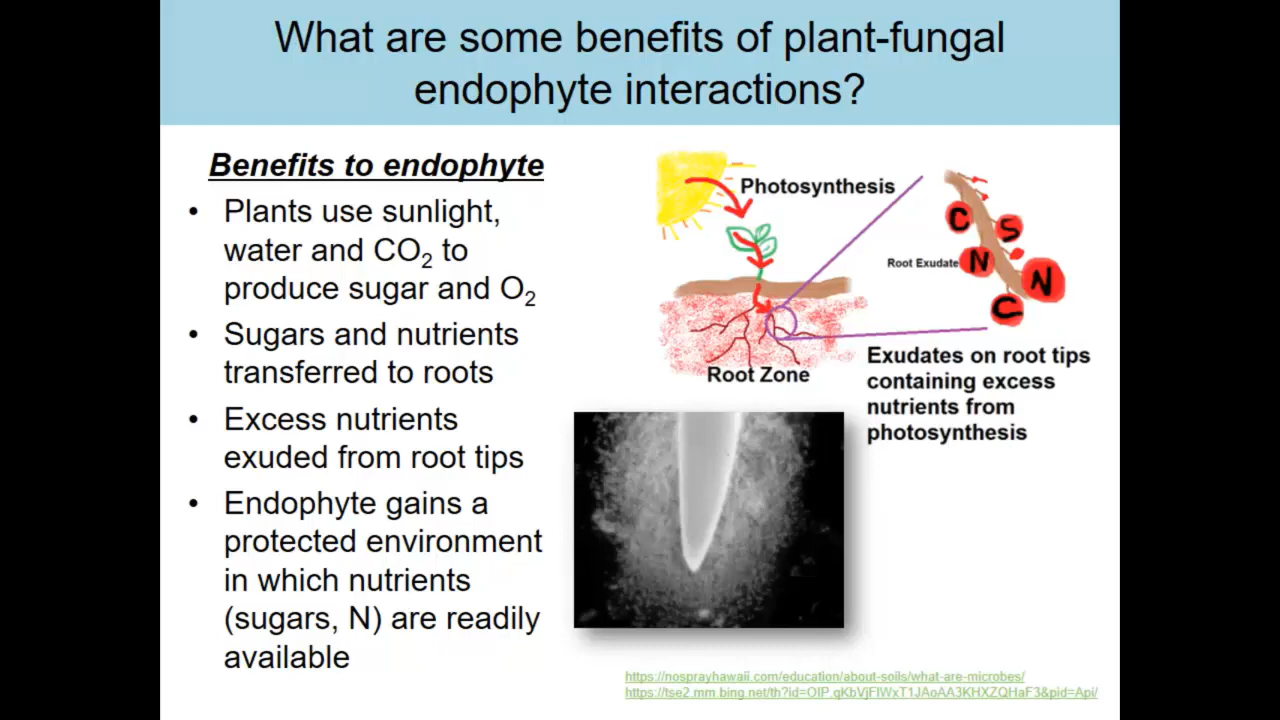 What are some benefits of plant-fungal
endophyte interactions?
Benefits to endophyte
• Plants use sunlight,
water and CO₂ to
produce sugar and O₂
• Sugars and nutrients
transferred to roots
• Excess nutrients
exuded from root tips
• Endophyte gains a
protected environment
in which nutrients
(sugars, N) are readily
available
Photosynthesis
Root Zone
Root Exudate
C
S
N
N
C
Exudates on root tips
containing excess
nutrients from
photosynthesis
https://nosprayhawaii.com/education/about-soils/what-are-microbes/
https://tse2.mm.bing.net/th?id=OIP.qKbVjFIWxT1JAoAA3KHXZQHaF3&pid=Api/